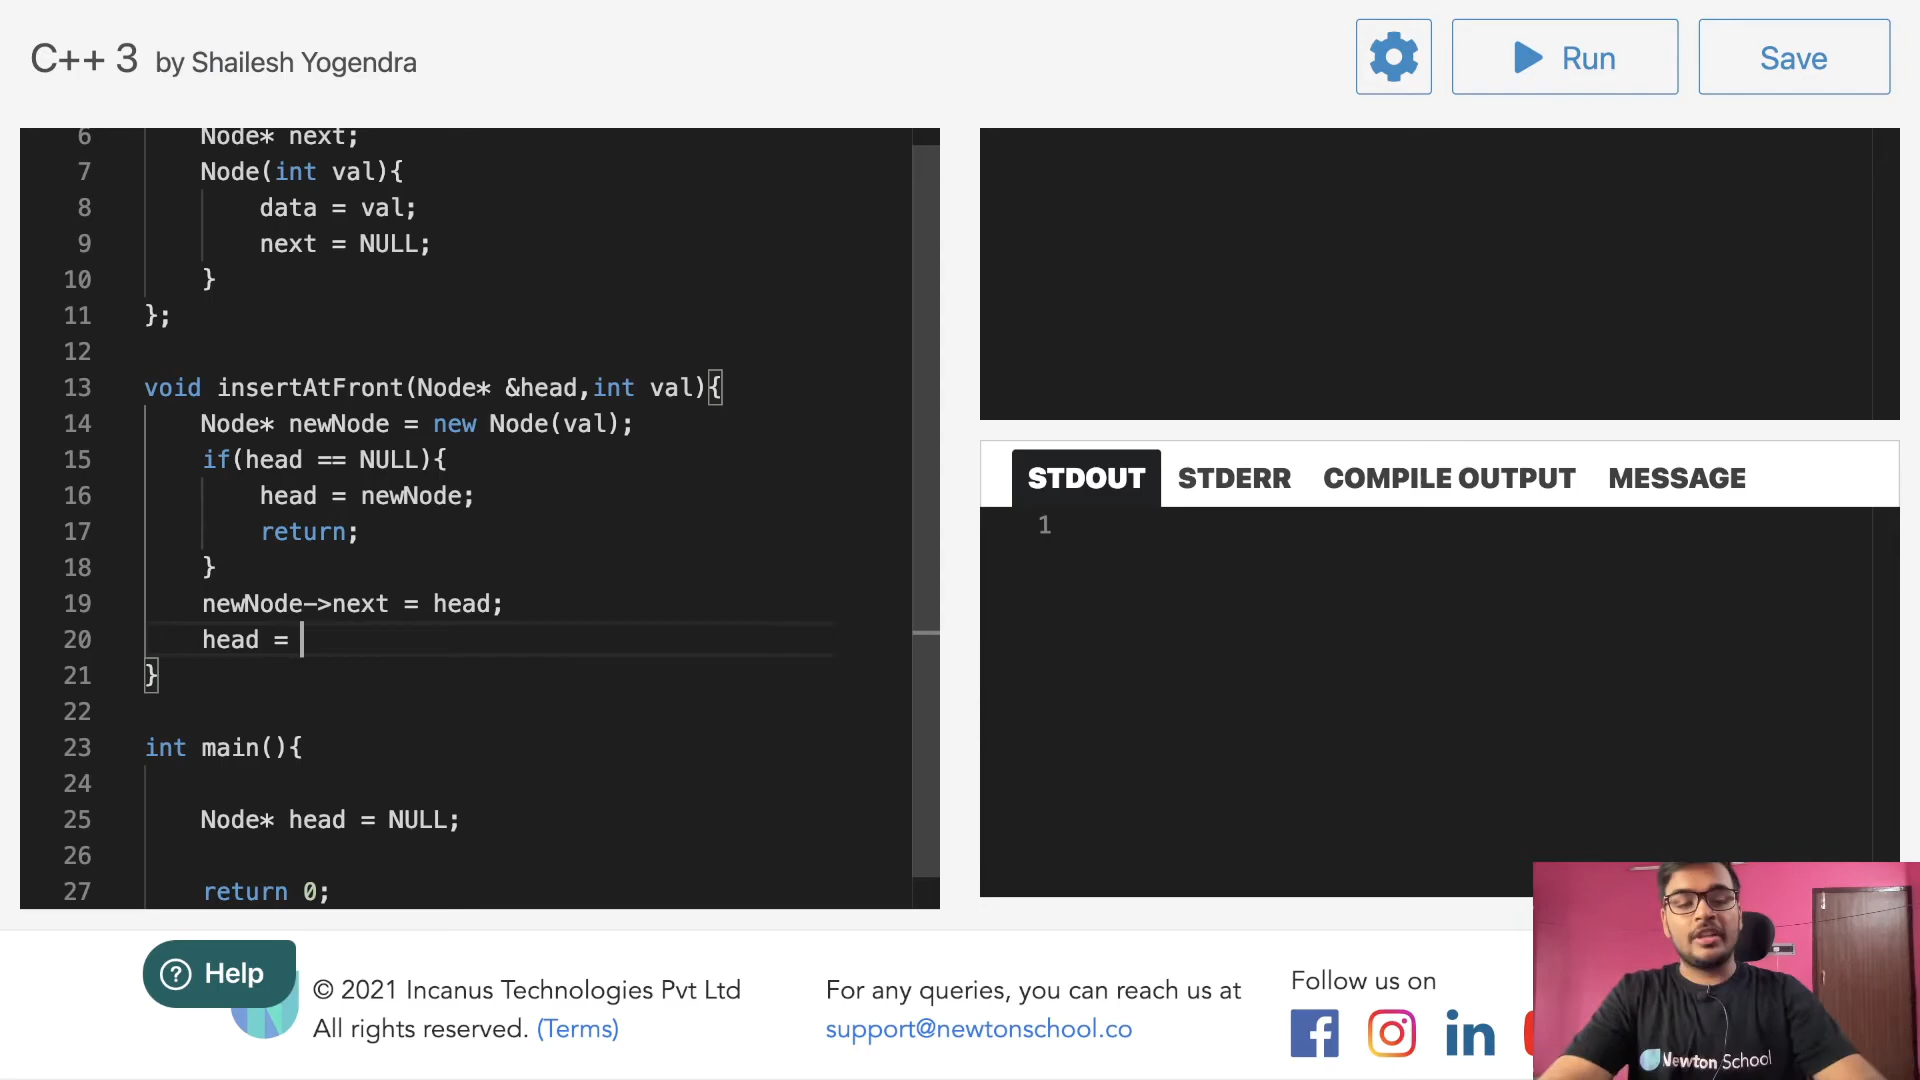 C++ 3 by Shailesh Yogendra
Run
Save
6 Node* next;
7 Node(int val){
8 data = val;
9 next = NULL;
10 }
11 };
12
13 void insertAtFront(Node* &head,int val){
14 Node* newNode = new Node(val);
15 if(head == NULL){
16 head = newNode;
17 return;
18 }
19 newNode->next = head;
20 head =
21 }
22
23 int main(){
24
25 Node* head = NULL;
26
27 return 0;
STDOUT STDERR COMPILE OUTPUT MESSAGE
1
? Help
© 2021 Incanus Technologies Pvt Ltd
All rights reserved. (Terms)
For any queries, you can reach us at
support@newtonschool.co
Follow us on
f in
Newton School